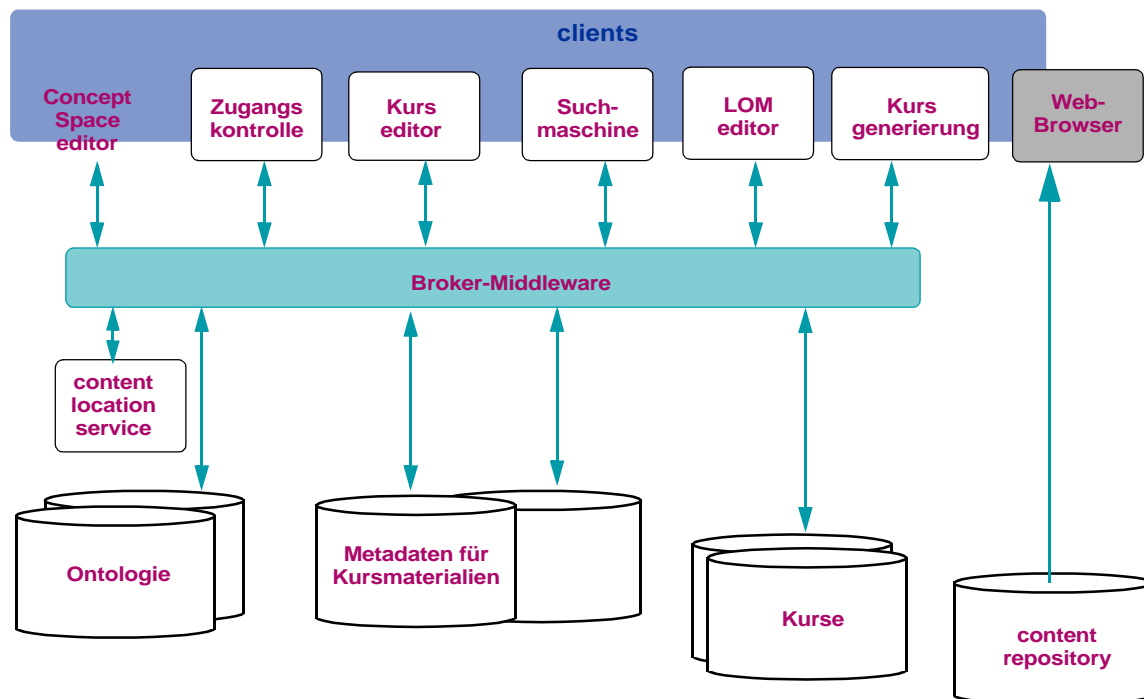 clients
Concept
Space
editor
Zugangs
kontrolle
Kurs
editor
Such-
maschine
LOM
editor
Kurs
generierung
Web-
Browser
Broker-Middleware
content
location
service
Ontologie
Metadaten für
Kursmaterialien
Kurse
content
repository